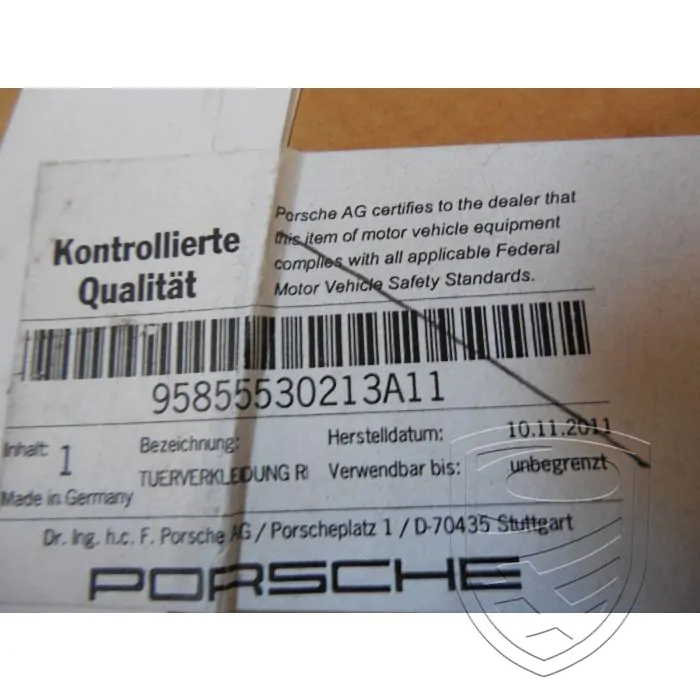 Kontrollierte
Qualität
Porsche AG certifies to the dealer that
this item of motor vehicle equipment
complies with all applicable Federal
Motor Vehicle Safety Standards.
95855530213A11
Inhalt: 1
Bezeichnung:
TUERVERKLEIDUNG RI
Herstelldatum: 10.11.2011
Verwendbar bis: unbegrenzt
Made in Germany
Dr. Ing. h.c. F. Porsche AG / Porscheplatz 1 / D-70435 Stuttgart
PORSCHE